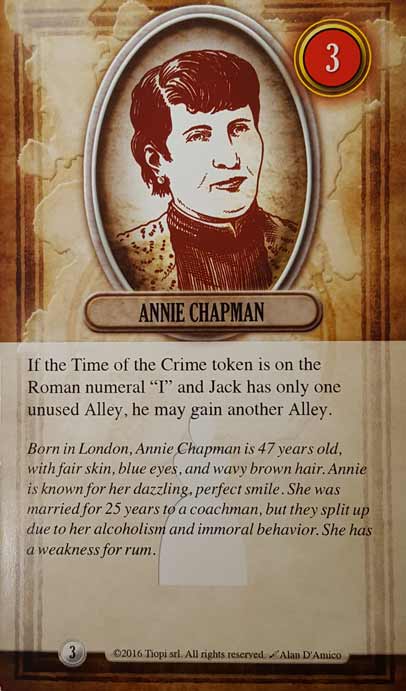 3
ANNIE CHAPMAN
If the Time of the Crime token is on the
Roman numeral “I” and Jack has only one
unused Alley, he may gain another Alley.
Born in London, Annie Chapman is 47 years old,
with fair skin, blue eyes, and wavy brown hair. Annie
is known for her dazzling, perfect smile. She was
married for 25 years to a coachman, but they split up
due to her alcoholism and immoral behavior. She has
a weakness for rum.
3
©2016 Tiopi srl. All rights reserved. Alan D'Amico